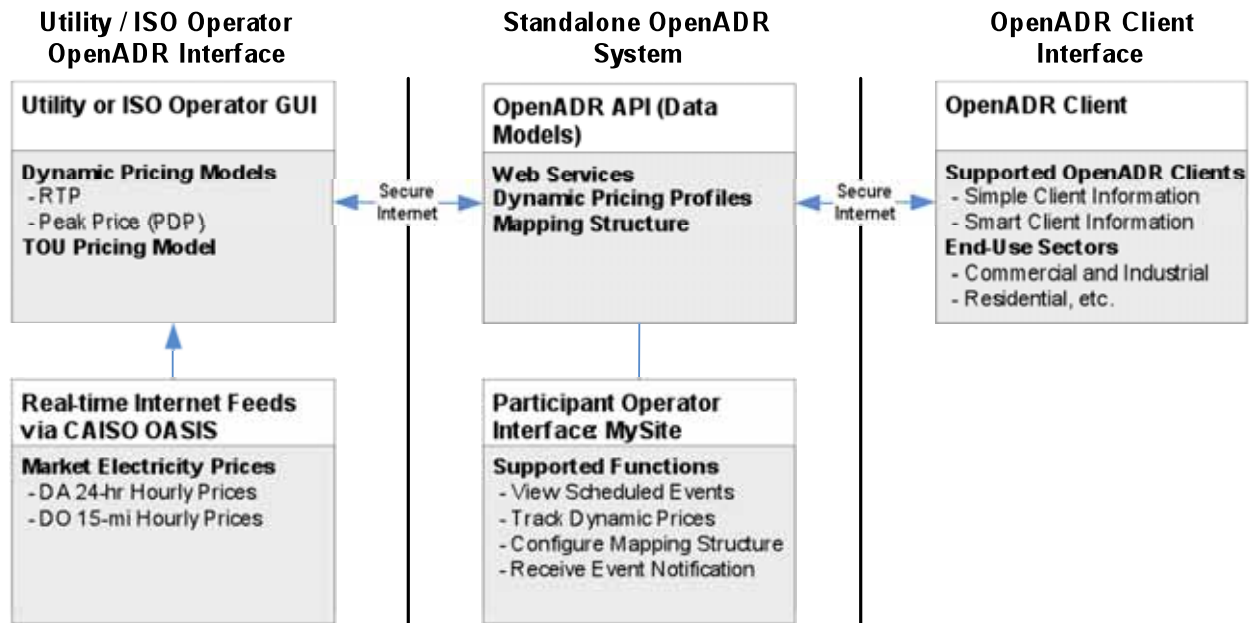 Utility / ISO Operator
OpenADR Interface
Standalone OpenADR
System
OpenADR Client
Interface
Utility or ISO Operator GUI
Dynamic Pricing Models
- RTP
- Peak Price (PDP)
TOU Pricing Model
Secure
Internet
OpenADR API (Data
Models)
Web Services
Dynamic Pricing Profiles
Mapping Structure
Secure
Internet
OpenADR Client
Supported OpenADR Clients
- Simple Client Information
- Smart Client Information
End-Use Sectors
- Commercial and Industrial
- Residential, etc.
Real-time Internet Feeds
via CAISO OASIS
Market Electricity Prices
- DA 24-hr Hourly Prices
- DO 15-mi Hourly Prices
Participant Operator
Interface: MySite
Supported Functions
- View Scheduled Events
- Track Dynamic Prices
- Configure Mapping Structure
- Receive Event Notification